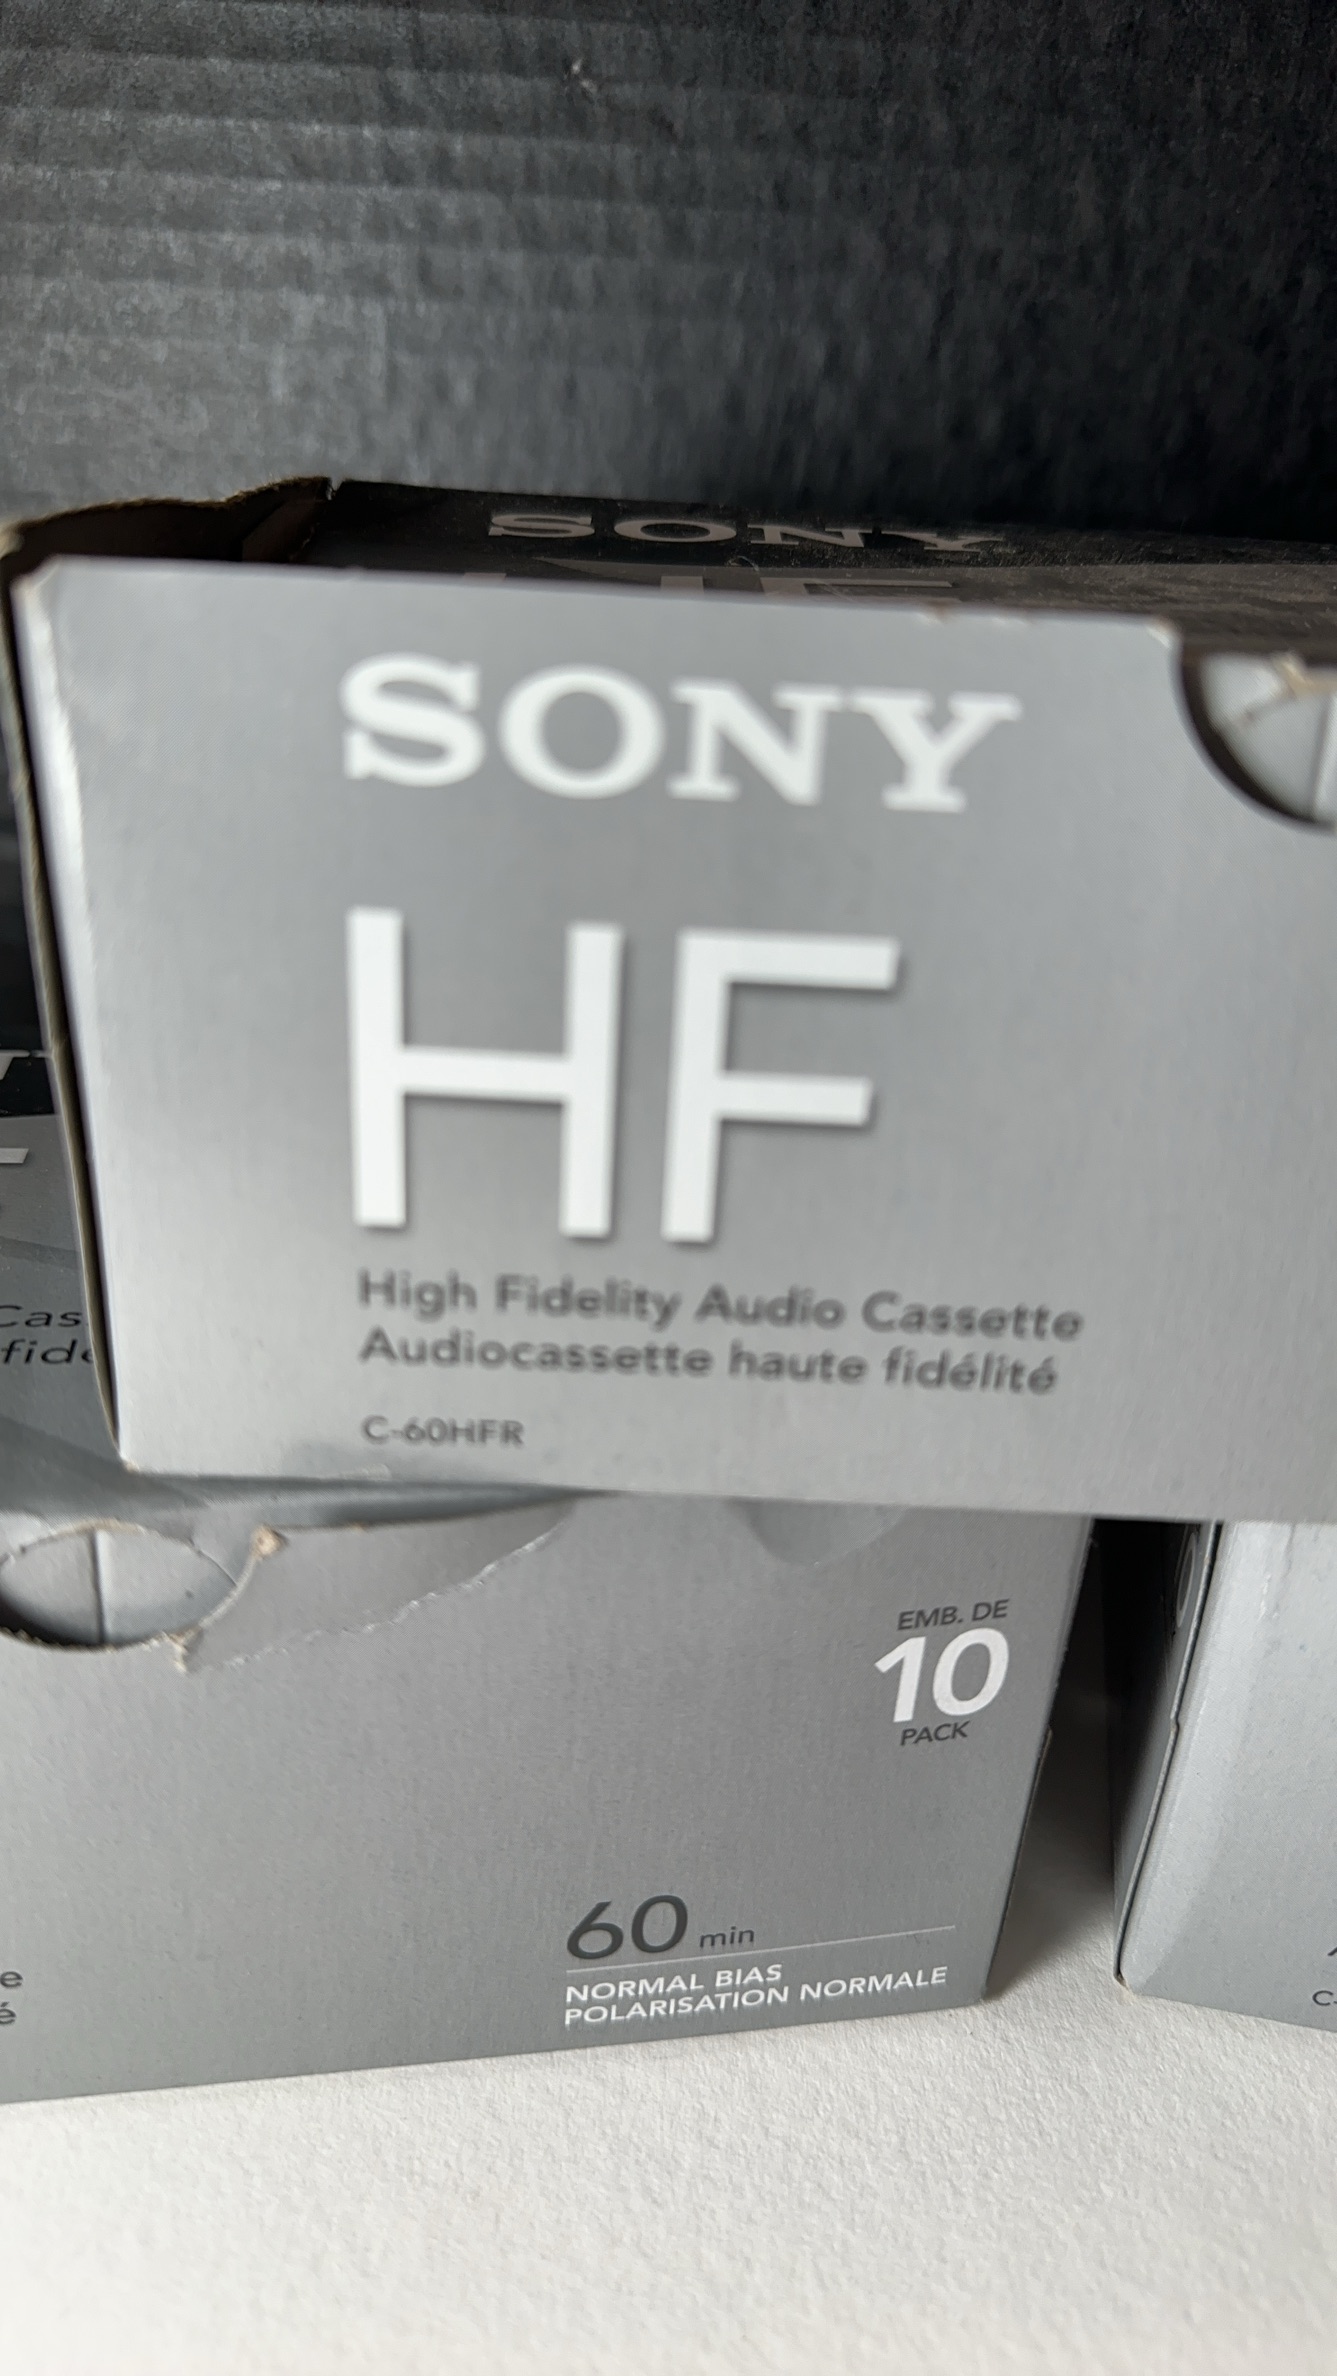 SONY
SONY
HF
High Fidelity Audio Cassette
Audiocassette haute fidélité
C-60HFR
EMB. DE
10
PACK
60 min
NORMAL BIAS
POLARISATION NORMALE